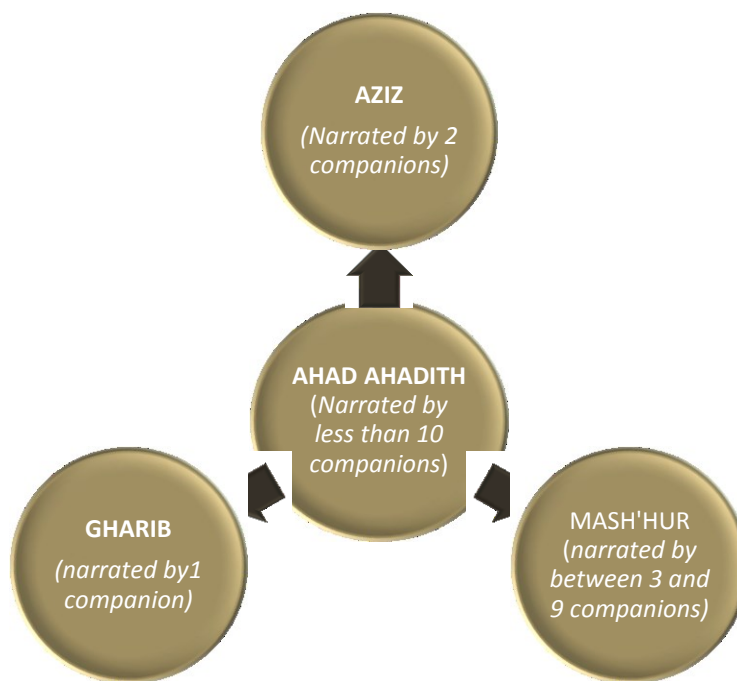 AZIZ
(Narrated by 2
companions)
AHAD AHADITH
(Narrated by
less than 10
companions)
GHARIB
(narrated by1
companion)
MASH'HUR
(narrated by
between 3 and
9 companions)